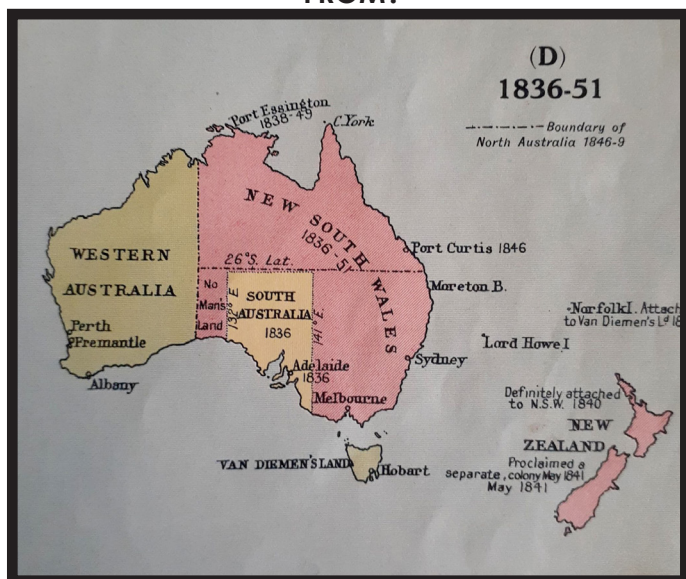 FROM?
(D)
1836-51
Boundary of
North Australia 1846-9
Port Essington
1838-49
C. York
NEW SOUTH WALES
1836-51
Port Curtis 1846
WESTERN
AUSTRALIA
26°S. Lat.
Moreton B.
No
Man's
Land
132° E.
SOUTH
AUSTRALIA
1836
141° E.
Norfolk I. Attach
to Van Diemen's Ld 18
Perth
Fremantle
Lord Howe I
Adelaide
1836
Sydney
Albany
Melbourne
Definitely attached
to N.S.W. 1840
NEW
ZEALAND
VAN DIEMEN'S LAND
Hobart
Proclaimed a
separate, colony May 1841
May 1841